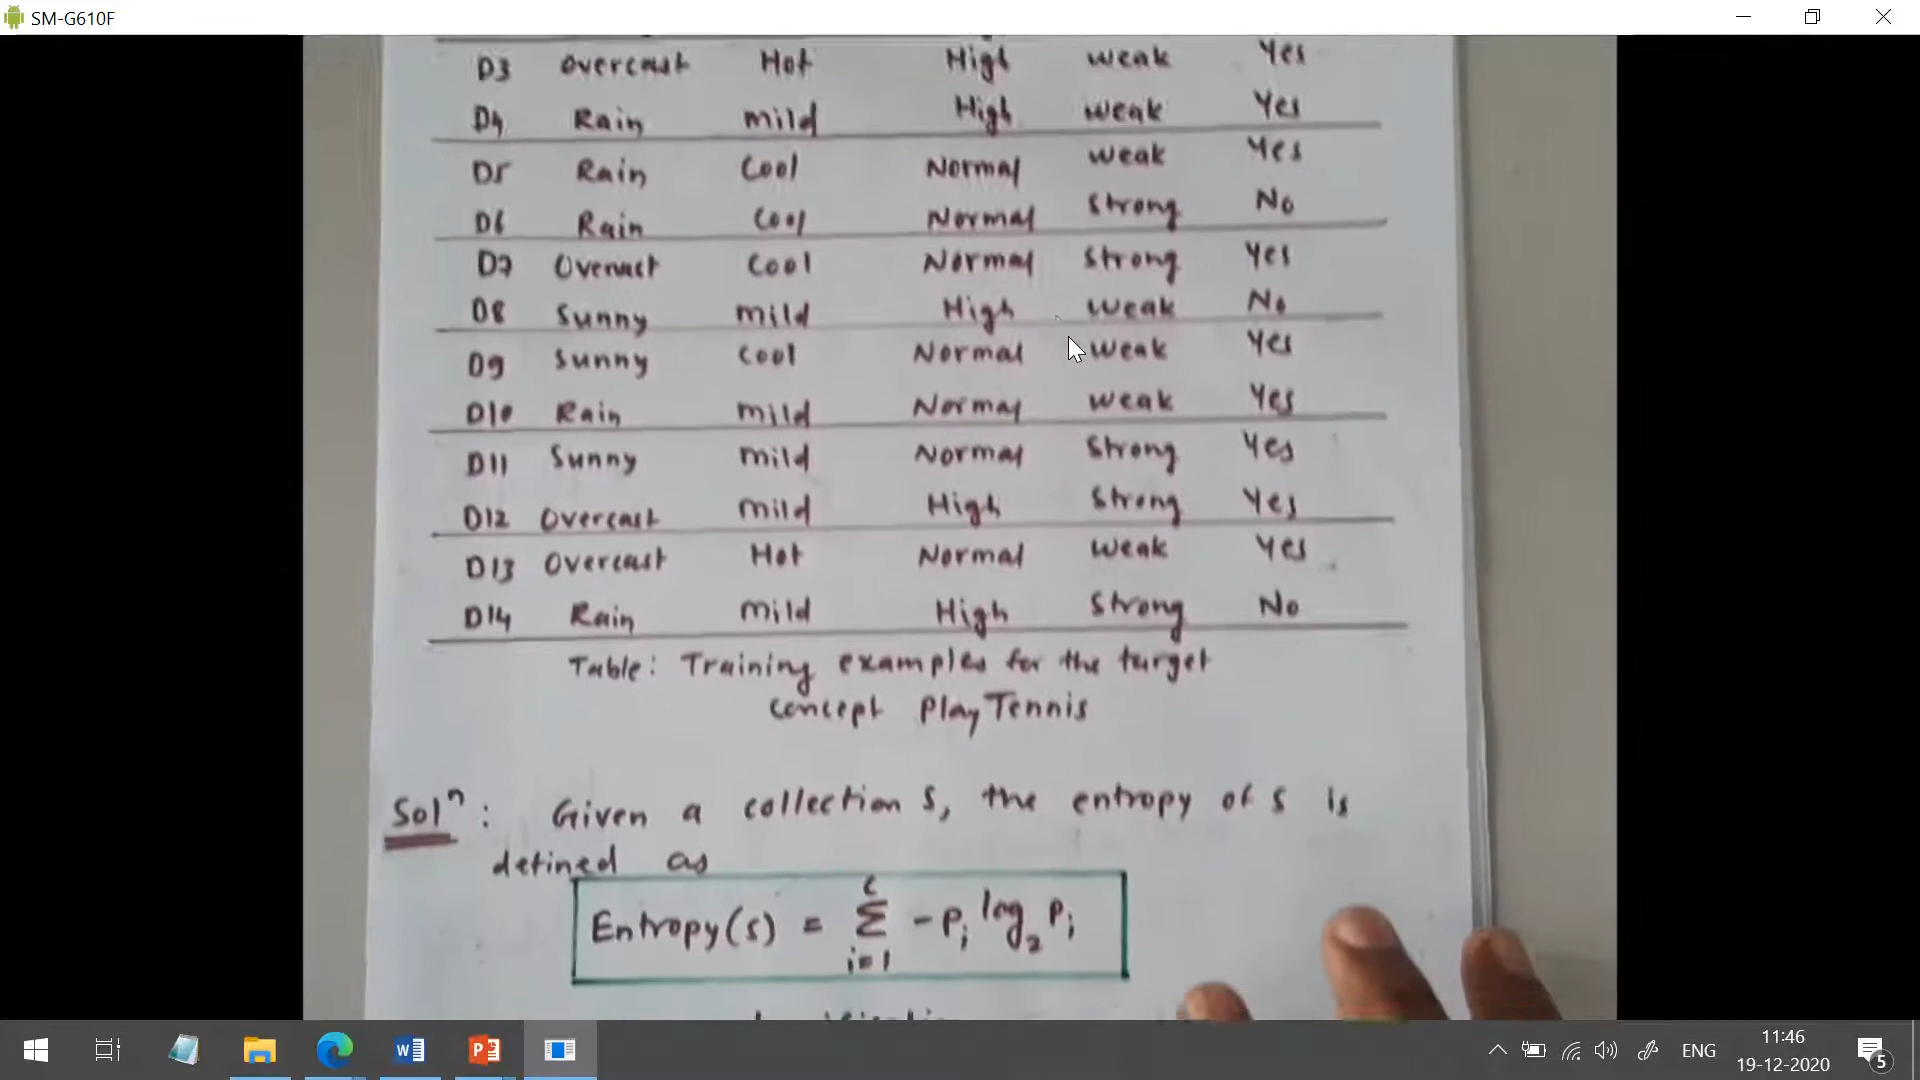 SM-G610F
D3 Overcast Hot High Weak Yes
D4 Rain Mild High Weak Yes
D5 Rain Cool Normal Weak Yes
D6 Rain Cool Normal Strong No
D7 Overcast Cool Normal Strong Yes
D8 Sunny Mild High Weak No
D9 Sunny Cool Normal Weak Yes
D10 Rain Mild Normal Weak Yes
D11 Sunny Mild Normal Strong Yes
D12 Overcast Mild High Strong Yes
D13 Overcast Hot Normal Weak Yes
D14 Rain Mild High Strong No
Table: Training examples for the target
concept PlayTennis
Solⁿ: Given a collection S, the entropy of S is
defined as
Entropy(S) = Σ_{i=1}^{c} -P_i log_2 P_i
ENG
11:46
19-12-2020
5